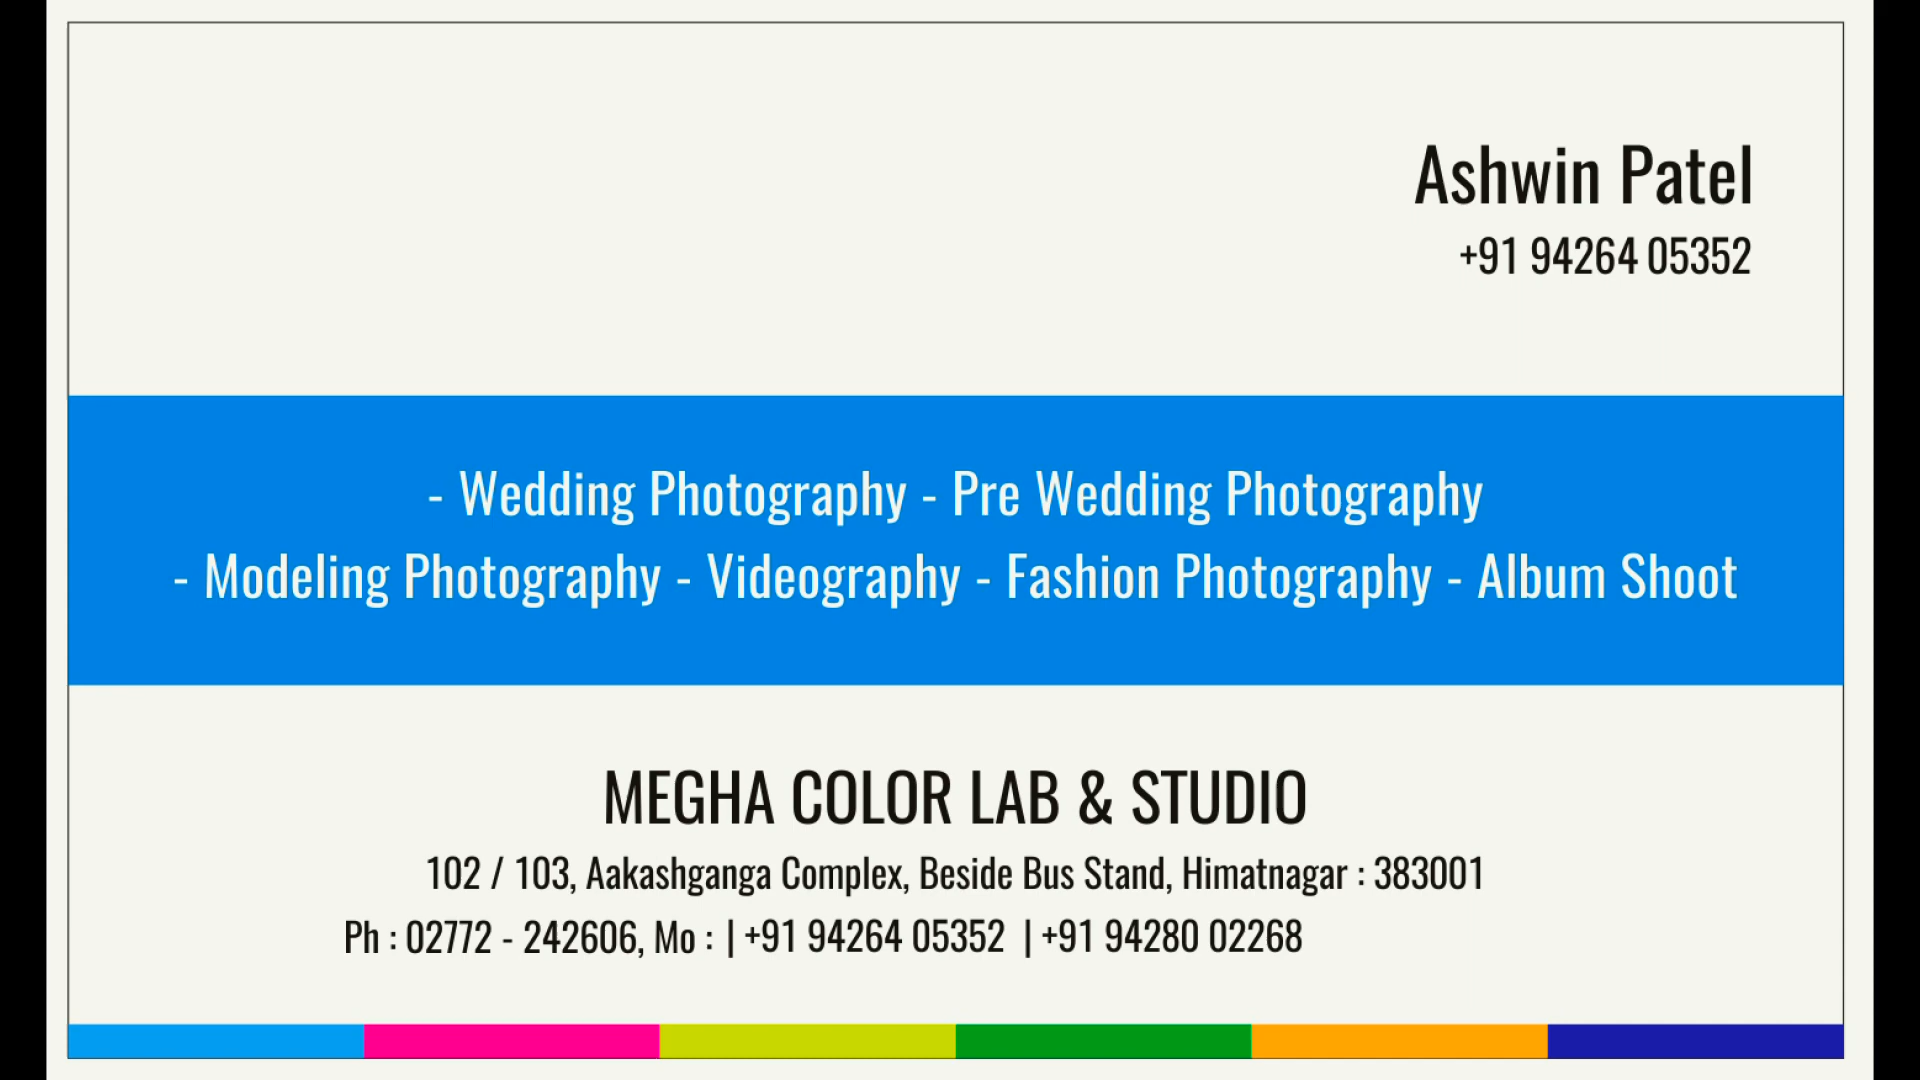 Ashwin Patel
+91 94264 05352
- Wedding Photography - Pre Wedding Photography
- Modeling Photography - Videography - Fashion Photography - Album Shoot
MEGHA COLOR LAB & STUDIO
102 / 103, Aakashganga Complex, Beside Bus Stand, Himatnagar : 383001
Ph : 02772 - 242606, Mo : | +91 94264 05352 | +91 94280 02268